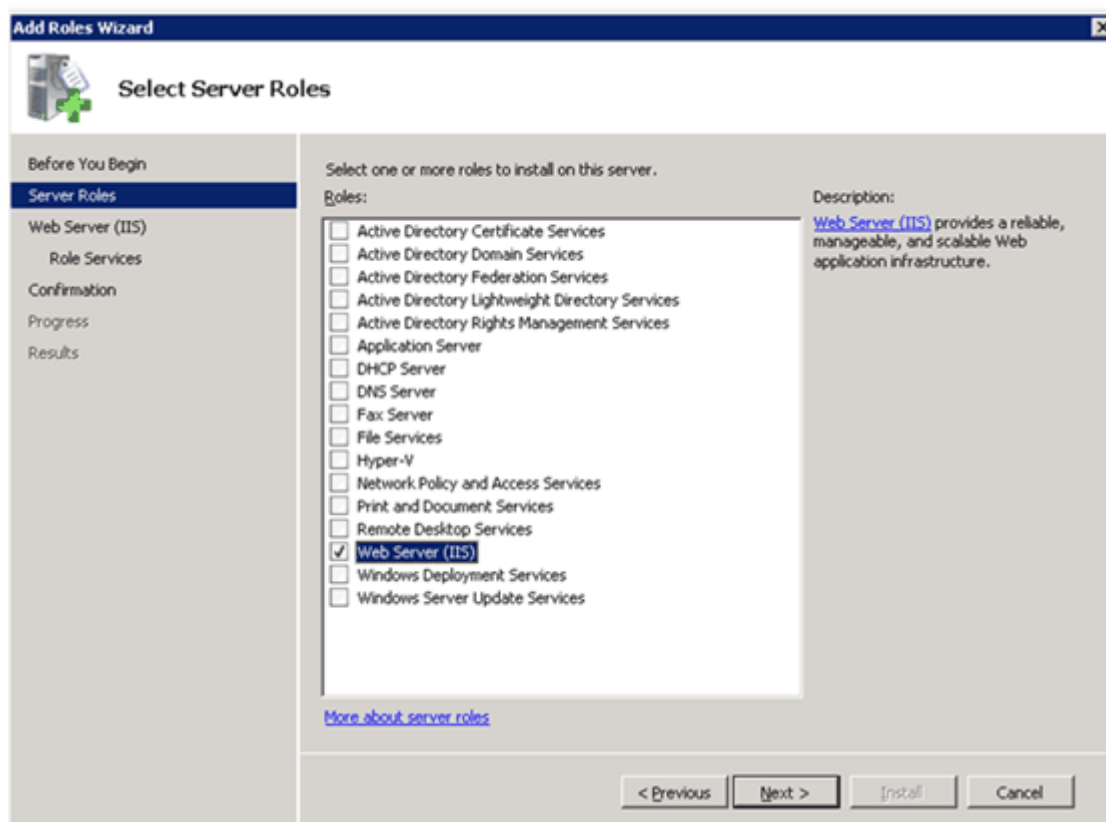 Add Roles Wizard
Select Server Roles
Before You Begin
Server Roles
Web Server (IIS)
Role Services
Confirmation
Progress
Results
Select one or more roles to install on this server.
Roles:
Active Directory Certificate Services
Active Directory Domain Services
Active Directory Federation Services
Active Directory Lightweight Directory Services
Active Directory Rights Management Services
Application Server
DHCP Server
DNS Server
Fax Server
File Services
Hyper-V
Network Policy and Access Services
Print and Document Services
Remote Desktop Services
Web Server (IIS)
Windows Deployment Services
Windows Server Update Services
More about server roles
Description:
Web Server (IIS) provides a reliable,
manageable, and scalable Web
application infrastructure.
< Previous
Next >
Install
Cancel